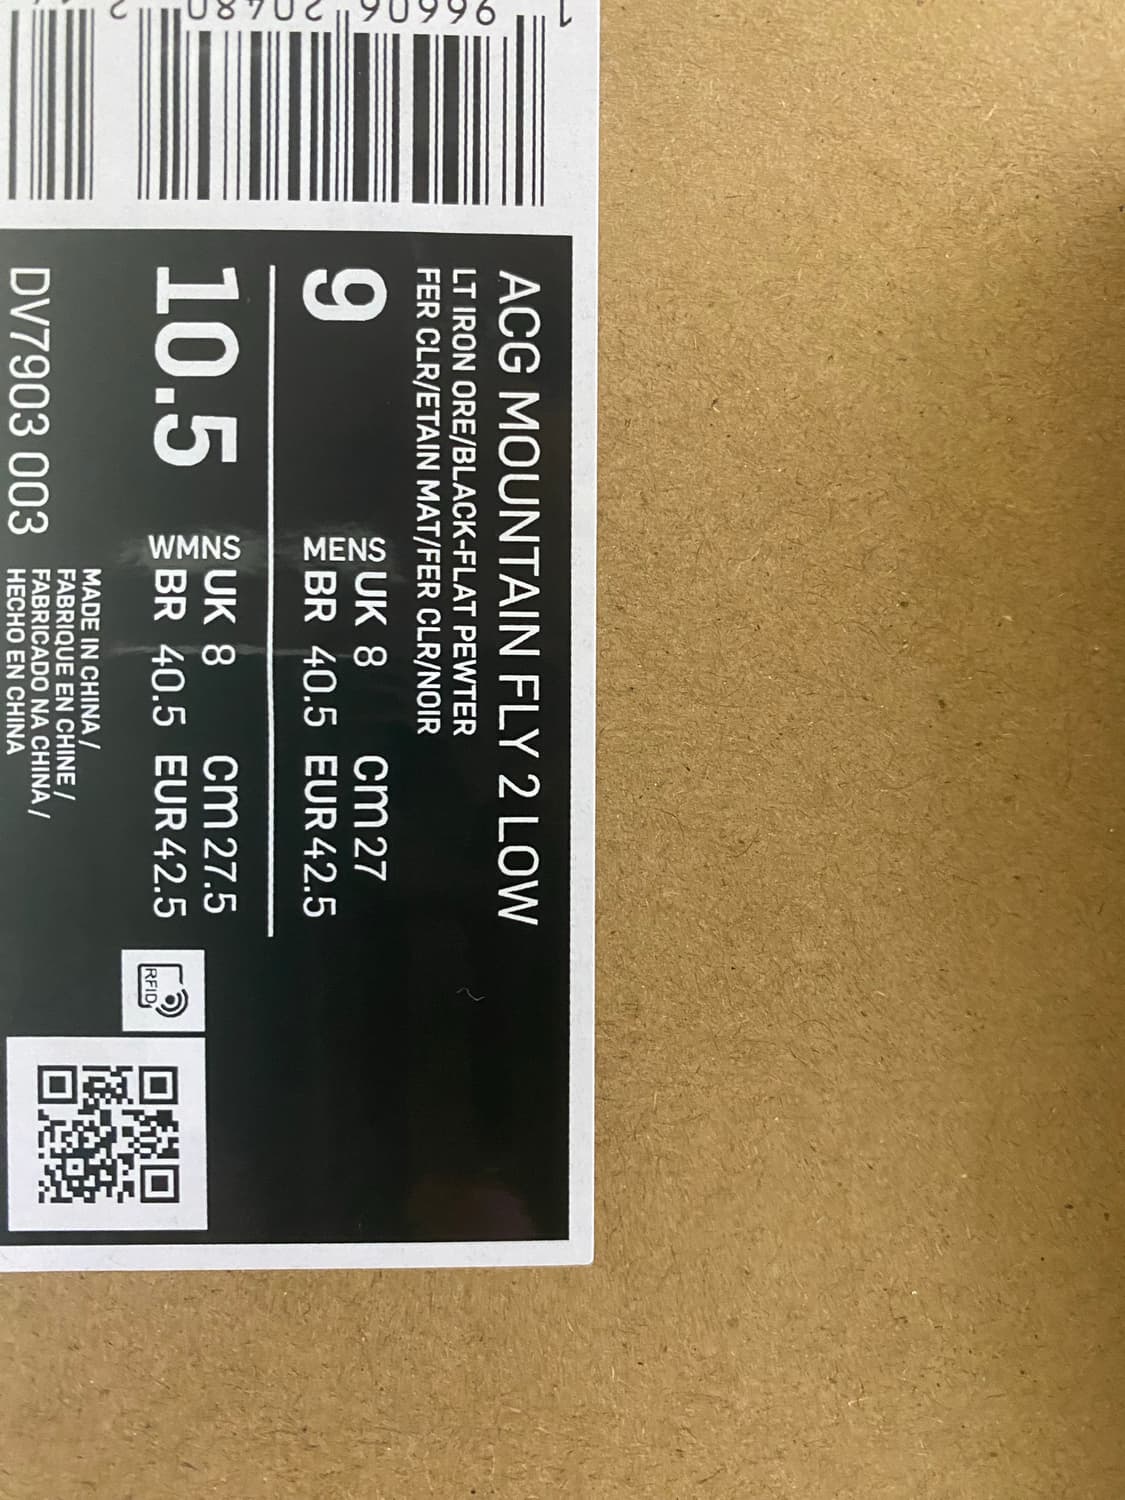 ACG MOUNTAIN FLY 2 LOW
LT IRON ORE/BLACK-FLAT PEWTER
FER CLR/ETAIN MAT/FER CLR/NOIR
9 MENS UK 8 cm 27
BR 40.5 EUR 42.5
10.5 WMNS UK 8 cm 27.5
BR 40.5 EUR 42.5
DV7903 003
MADE IN CHINA /
FABRIQUE EN CHINE /
FABRICADO NA CHINA /
HECHO EN CHINA
RFID
1 96606 20480